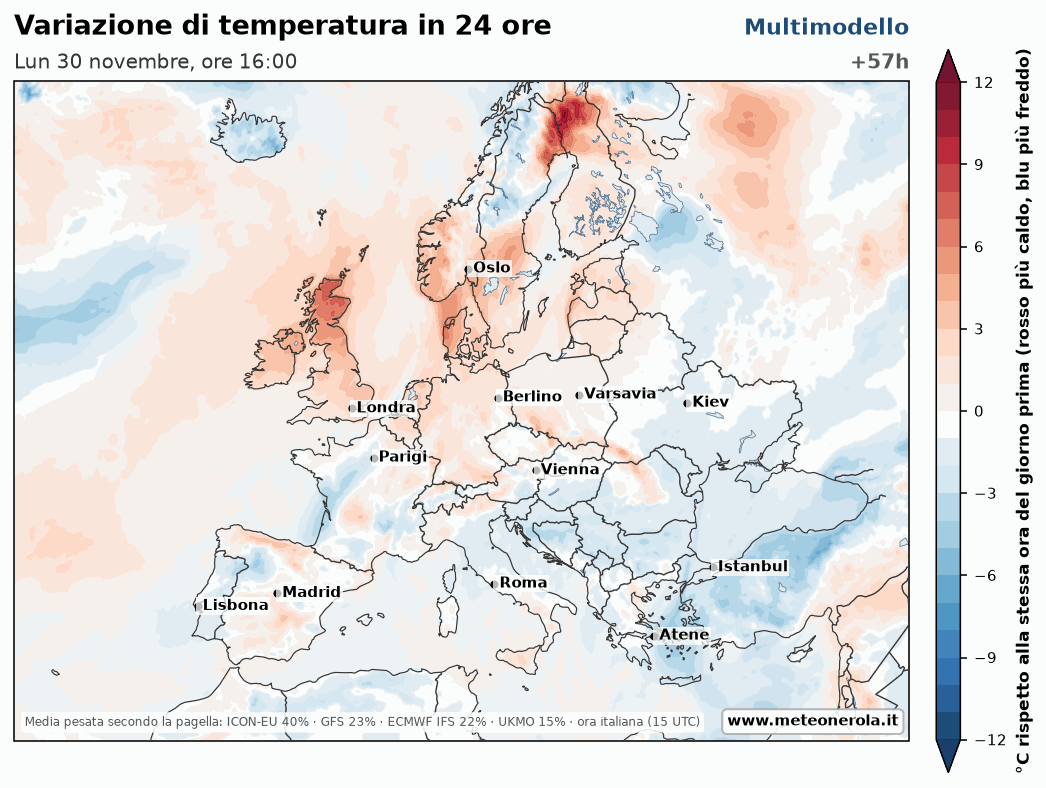 Variazione di temperatura in 24 ore
Multimodello
Lun 30 novembre, ore 16:00
+57h
Oslo
Londra
Berlino
Varsavia
Kiev
Parigi
Vienna
Istanbul
Madrid
Roma
Lisbona
Atene
Media pesata secondo la pagella: ICON-EU 40% · GFS 23% · ECMWF IFS 22% · UKMO 15% · ora italiana (15 UTC)
www.meteonerola.it
12
9
6
3
0
−3
−6
−9
−12
°C rispetto alla stessa ora del giorno prima (rosso più caldo, blu più freddo)